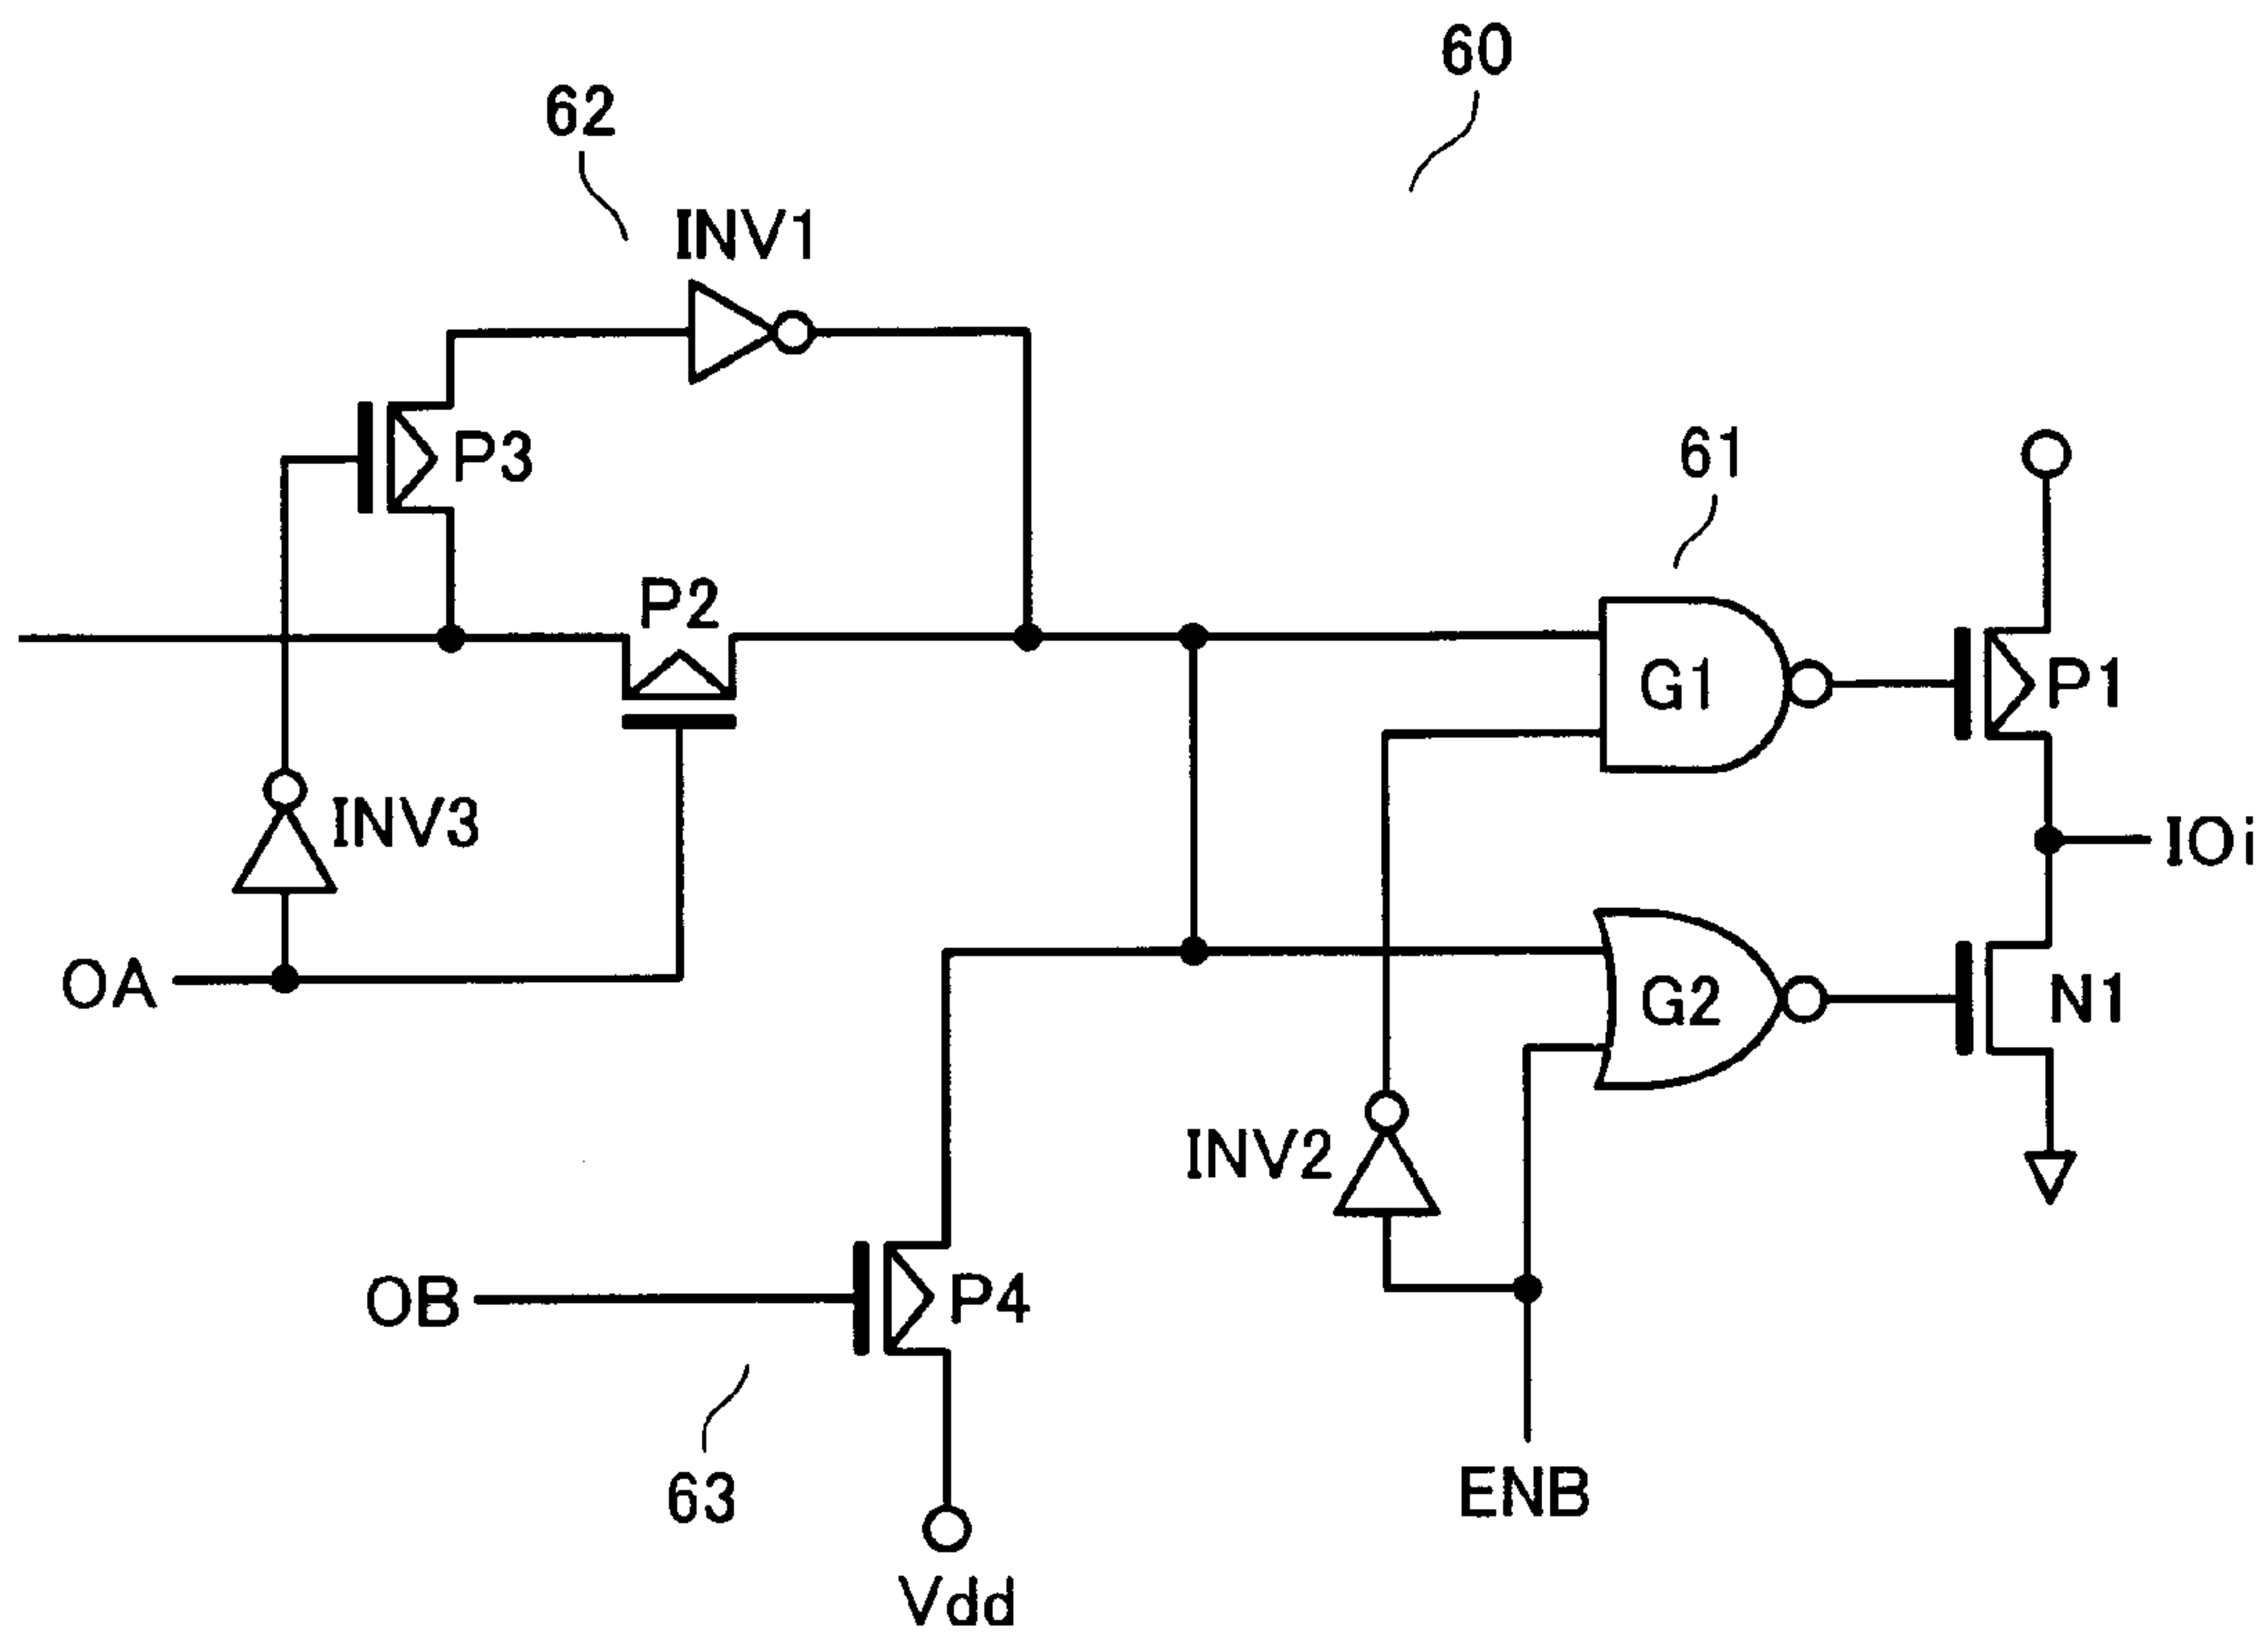 60
62
INV1
P3
61
P2
G1
P1
INV3
IOi
OA
G2
N1
INV2
OB
P4
63
ENB
Vdd